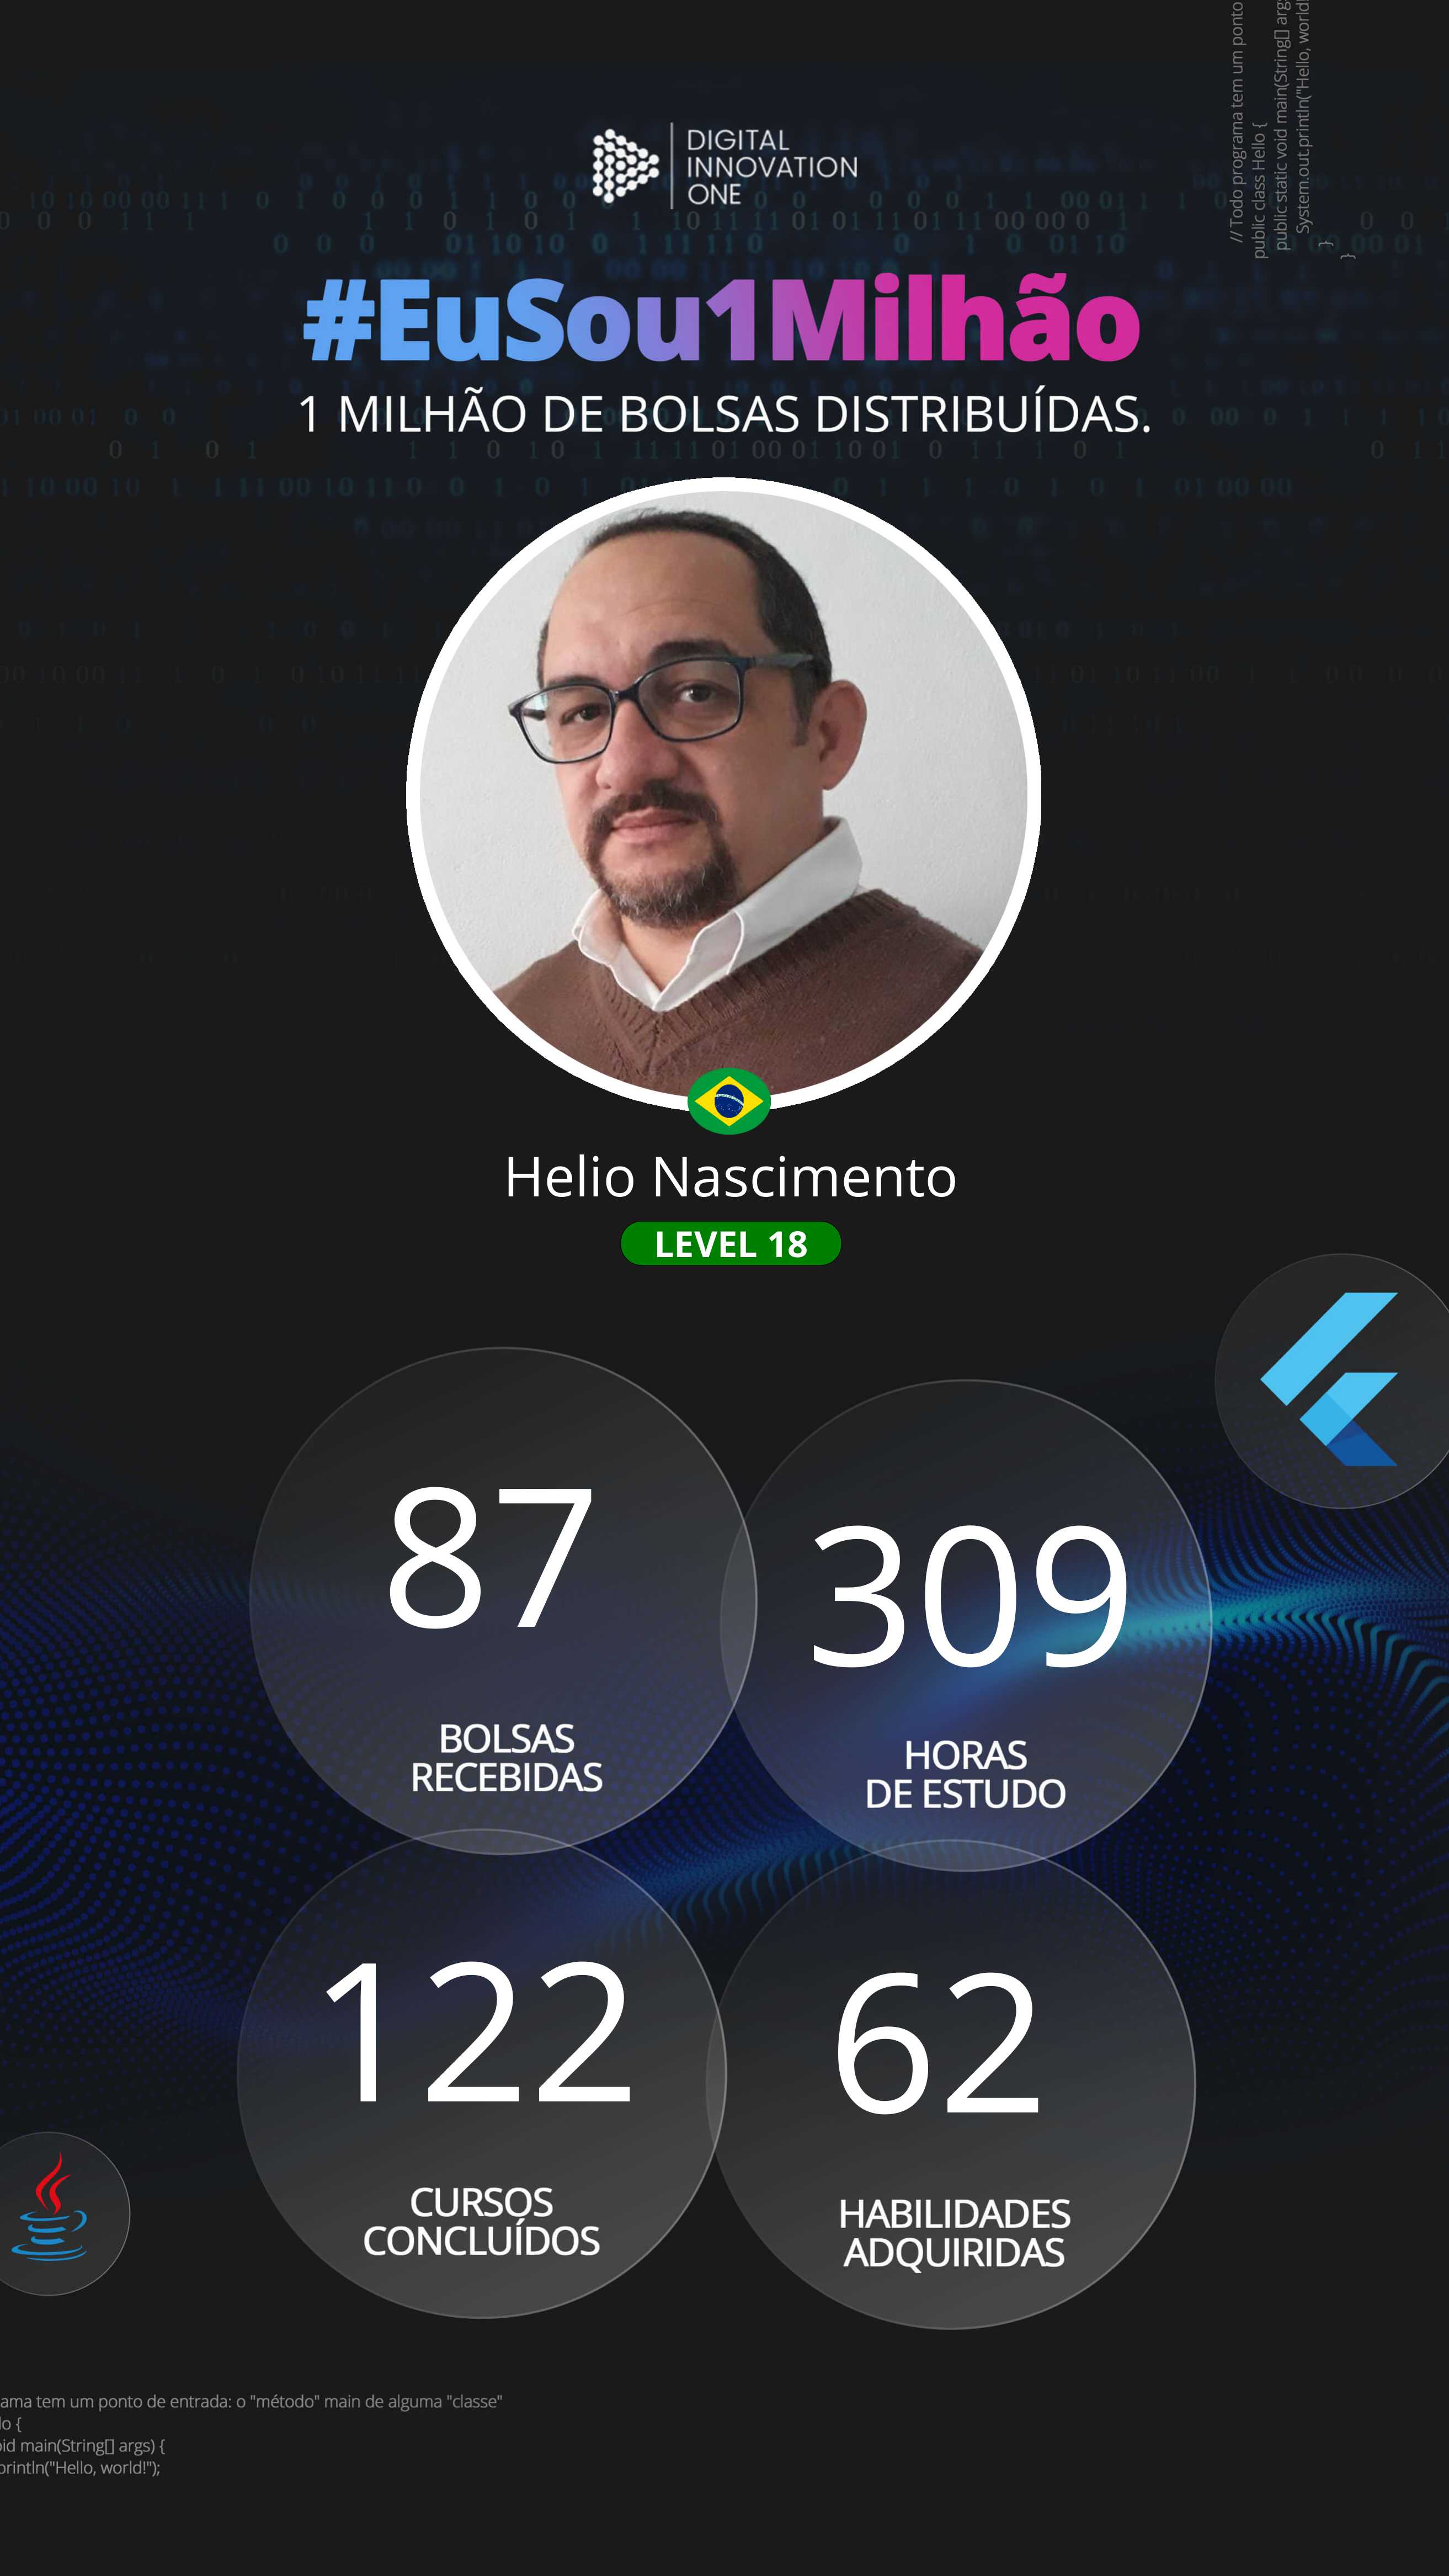 // Todo programa tem um ponto
public class Hello {
public static void main(String[] arg
System.out.println("Hello, world!
}
}
DIGITAL
INNOVATION
ONE
#EuSou1Milhão
1 MILHÃO DE BOLSAS DISTRIBUÍDAS.
Helio Nascimento
LEVEL 18
87
BOLSAS
RECEBIDAS
309
HORAS
DE ESTUDO
122
CURSOS
CONCLUÍDOS
62
HABILIDADES
ADQUIRIDAS
ama tem um ponto de entrada: o "método" main de alguma "classe"
lo {
oid main(String[] args) {
println("Hello, world!");